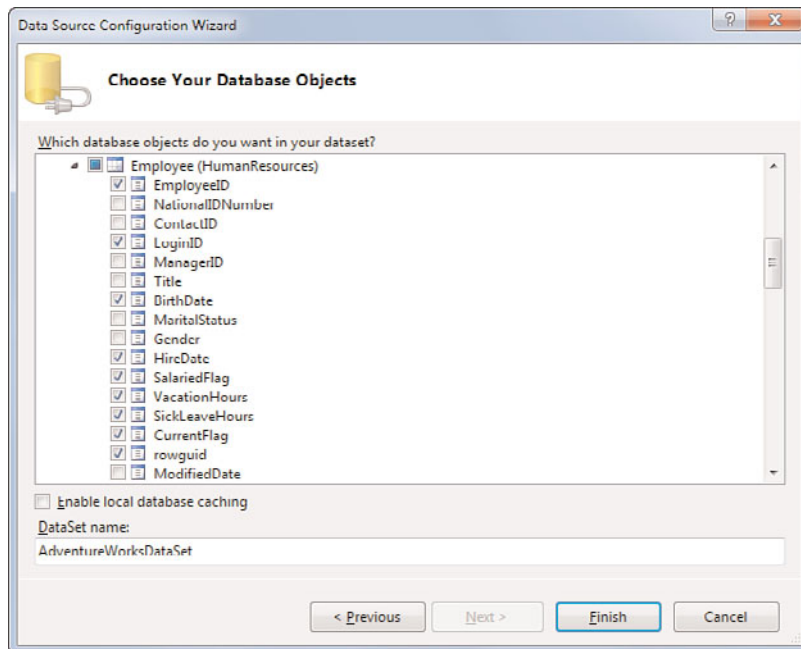 Data Source Configuration Wizard
Choose Your Database Objects
Which database objects do you want in your dataset?
Employee (HumanResources)
EmployeeID
NationalIDNumber
ContactID
LoginID
ManagerID
Title
BirthDate
MaritalStatus
Gender
HireDate
SalariedFlag
VacationHours
SickLeaveHours
CurrentFlag
rowguid
ModifiedDate
Enable local database caching
DataSet name:
AdventureWorksDataSet
< Previous Next > Finish Cancel